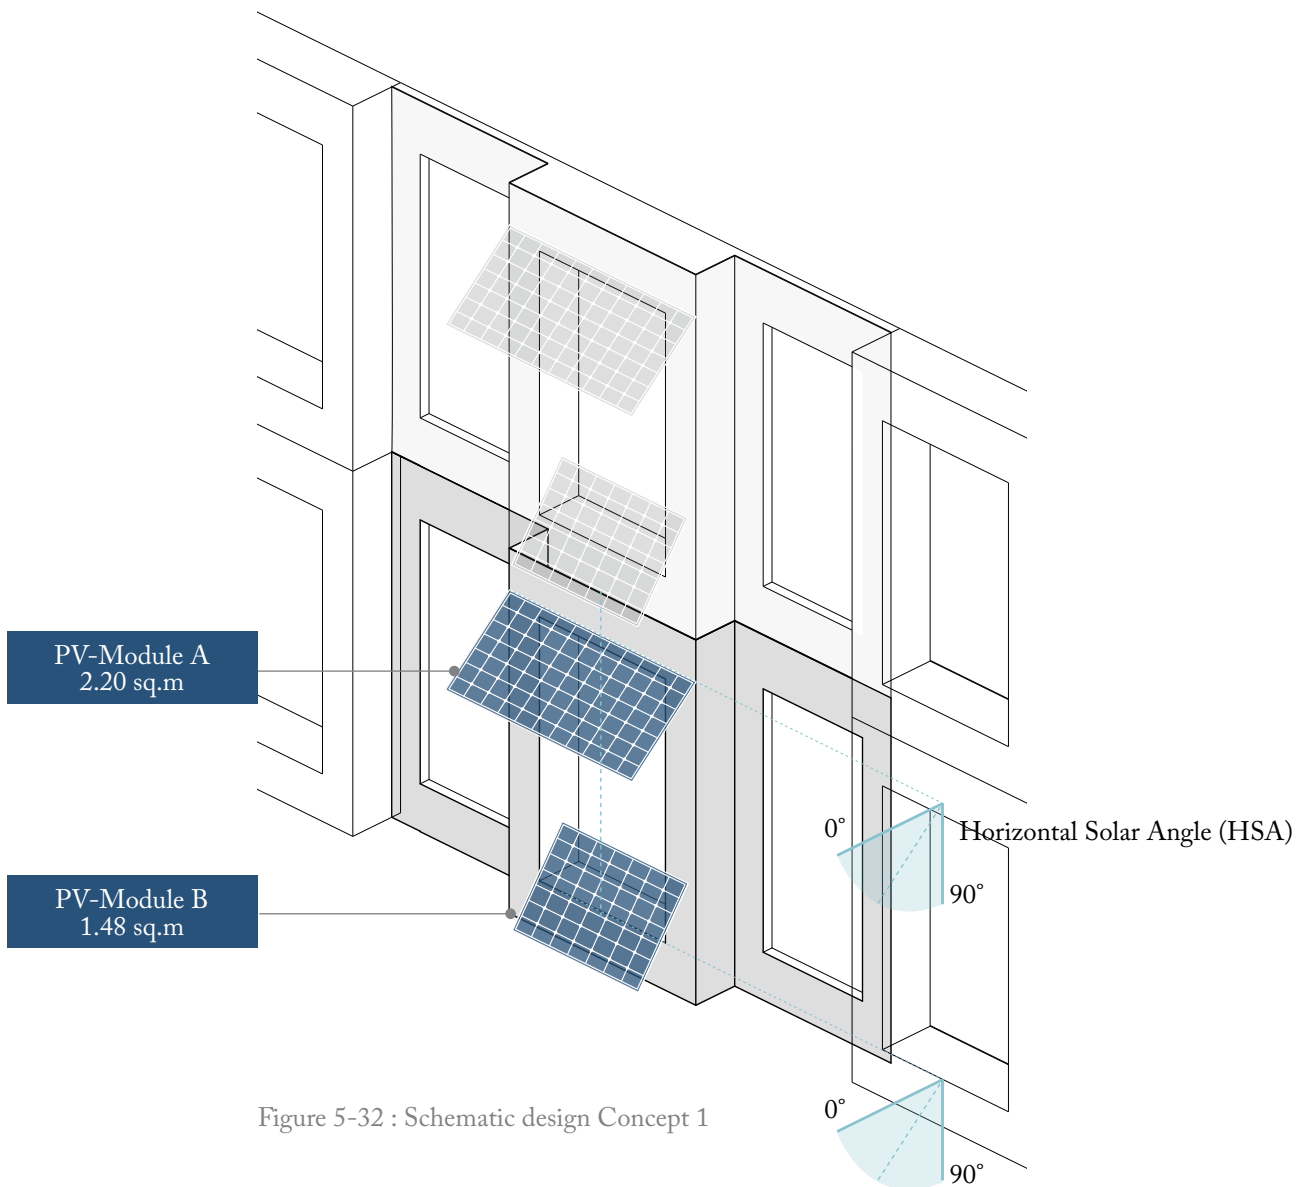 PV-Module A
2.20 sq.m
0°
Horizontal Solar Angle (HSA)
90°
PV-Module B
1.48 sq.m
Figure 5-32 : Schematic design Concept 1
0°
90°